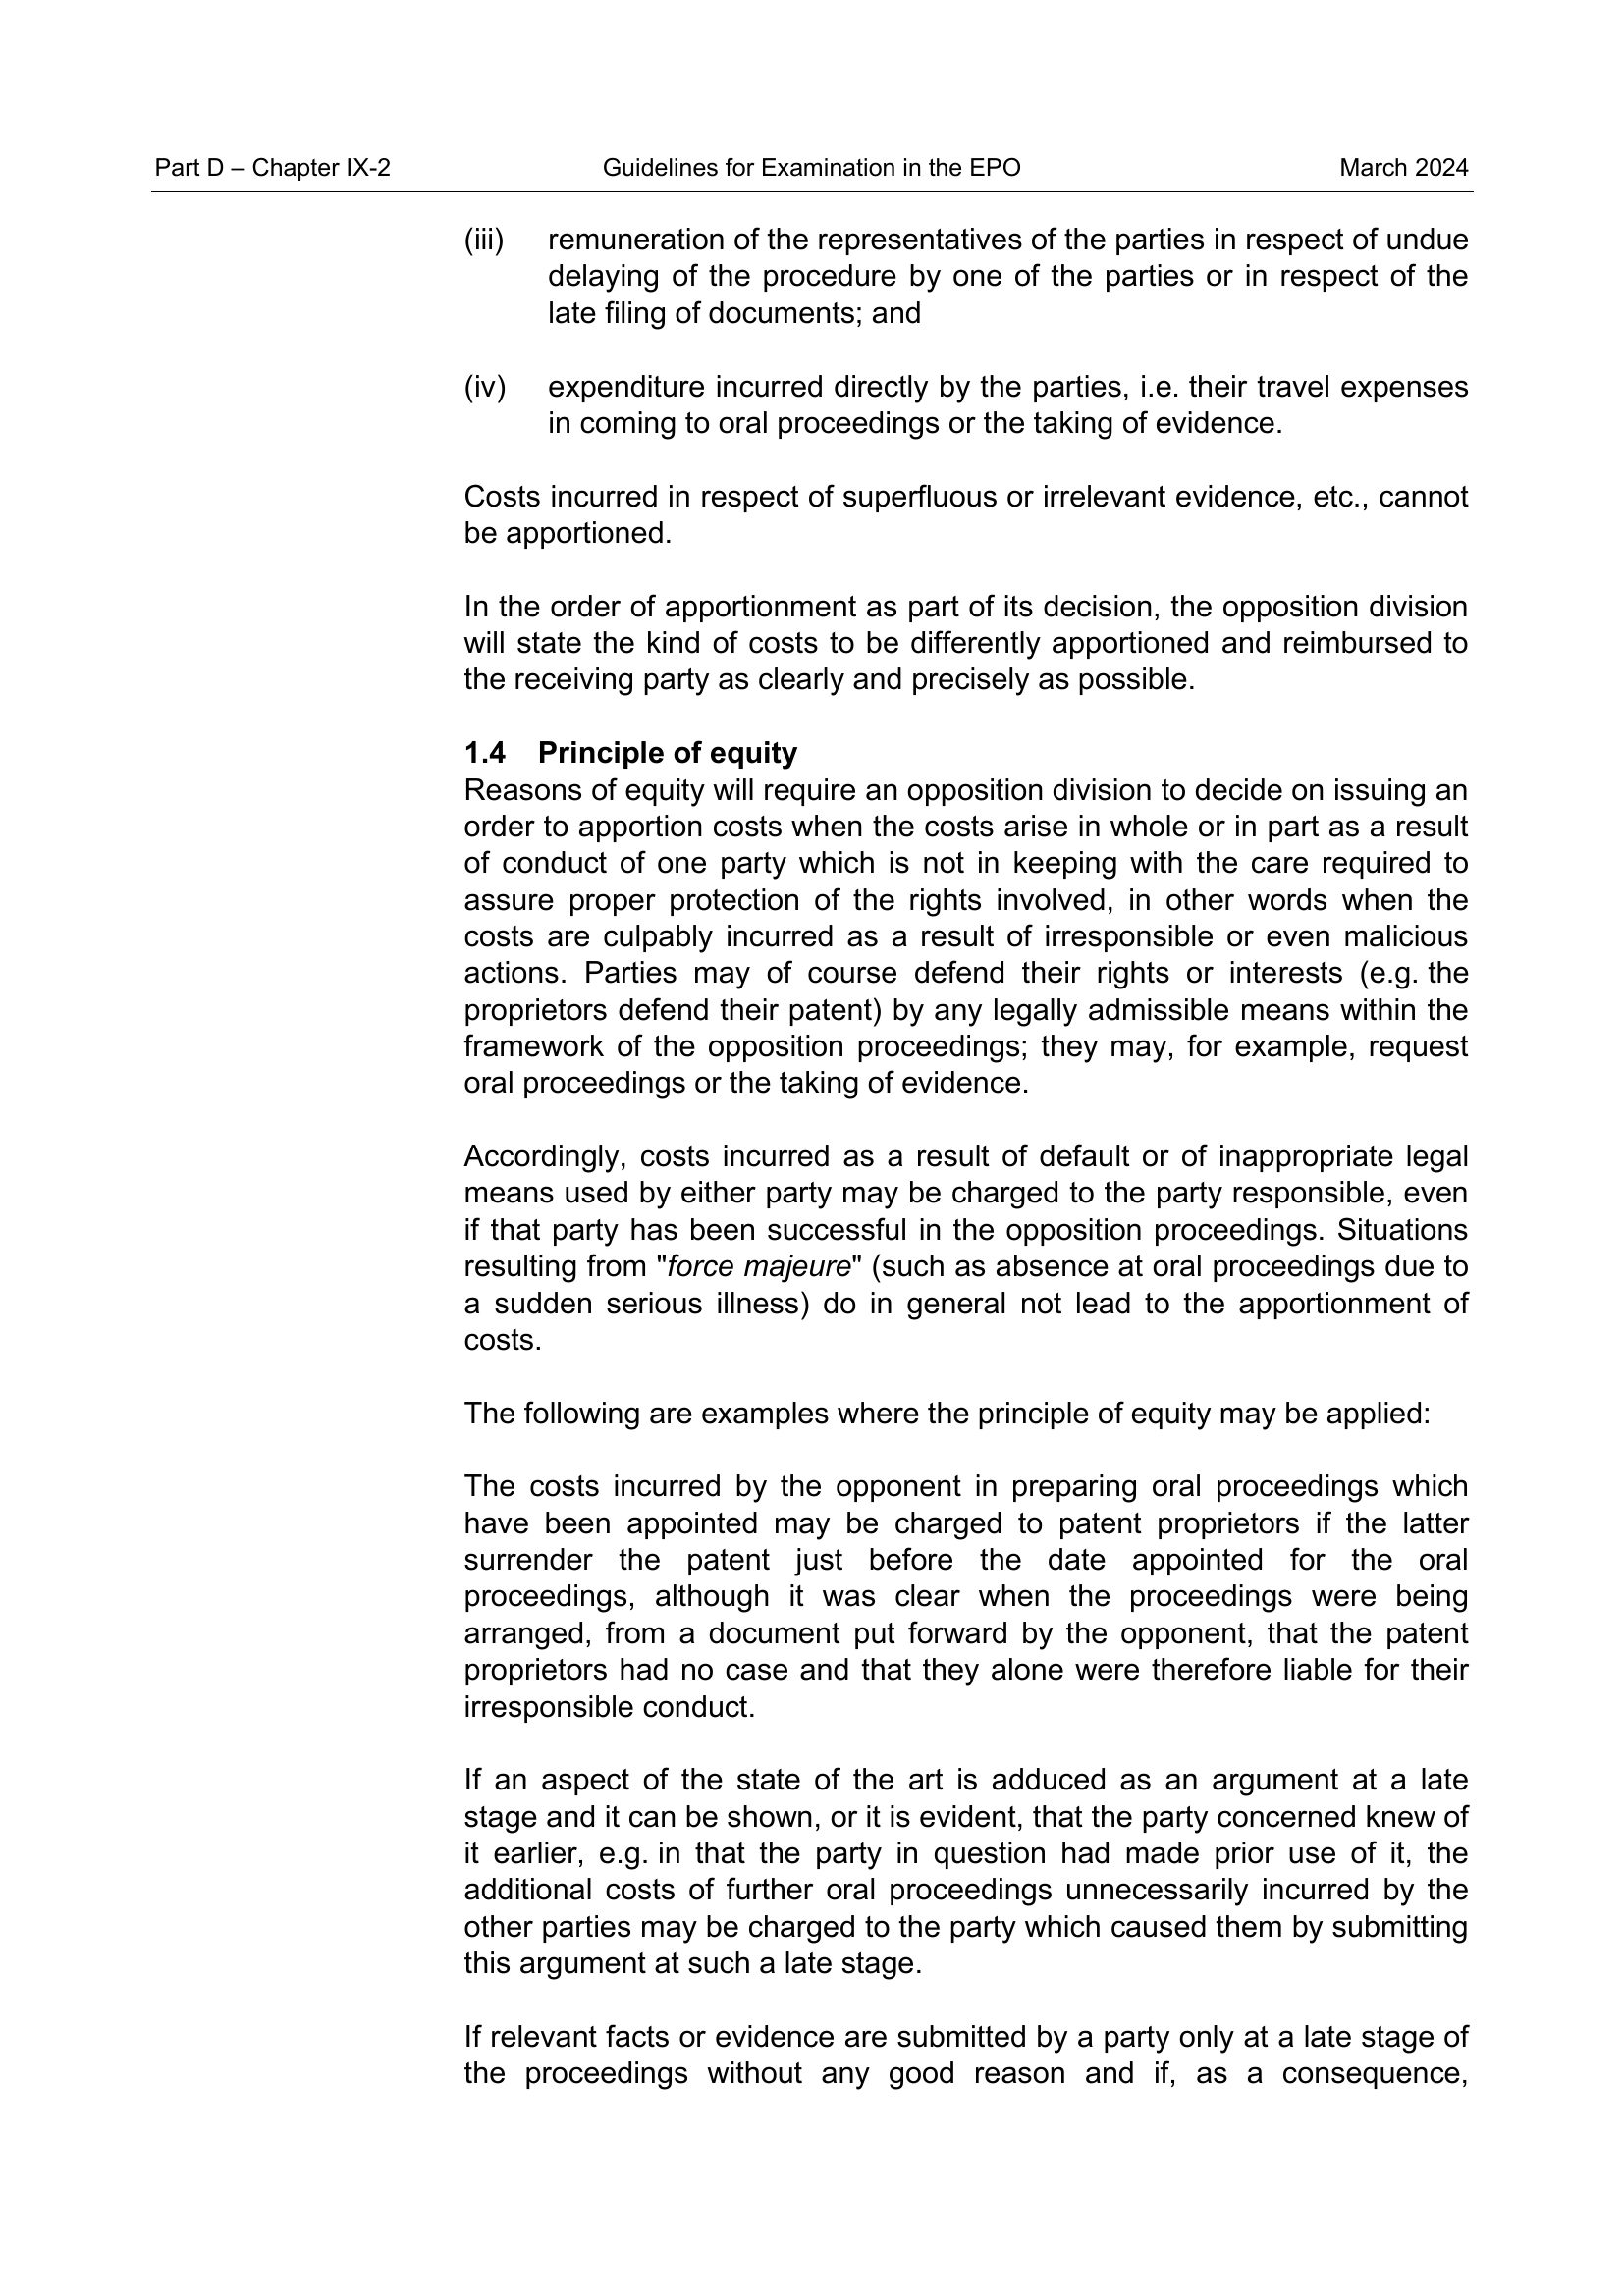 Part D – Chapter IX-2 Guidelines for Examination in the EPO March 2024
(iii) remuneration of the representatives of the parties in respect of undue
delaying of the procedure by one of the parties or in respect of the
late filing of documents; and
(iv) expenditure incurred directly by the parties, i.e. their travel expenses
in coming to oral proceedings or the taking of evidence.
Costs incurred in respect of superfluous or irrelevant evidence, etc., cannot
be apportioned.
In the order of apportionment as part of its decision, the opposition division
will state the kind of costs to be differently apportioned and reimbursed to
the receiving party as clearly and precisely as possible.
1.4 Principle of equity
Reasons of equity will require an opposition division to decide on issuing an
order to apportion costs when the costs arise in whole or in part as a result
of conduct of one party which is not in keeping with the care required to
assure proper protection of the rights involved, in other words when the
costs are culpably incurred as a result of irresponsible or even malicious
actions. Parties may of course defend their rights or interests (e.g. the
proprietors defend their patent) by any legally admissible means within the
framework of the opposition proceedings; they may, for example, request
oral proceedings or the taking of evidence.
Accordingly, costs incurred as a result of default or of inappropriate legal
means used by either party may be charged to the party responsible, even
if that party has been successful in the opposition proceedings. Situations
resulting from "force majeure" (such as absence at oral proceedings due to
a sudden serious illness) do in general not lead to the apportionment of
costs.
The following are examples where the principle of equity may be applied:
The costs incurred by the opponent in preparing oral proceedings which
have been appointed may be charged to patent proprietors if the latter
surrender the patent just before the date appointed for the oral
proceedings, although it was clear when the proceedings were being
arranged, from a document put forward by the opponent, that the patent
proprietors had no case and that they alone were therefore liable for their
irresponsible conduct.
If an aspect of the state of the art is adduced as an argument at a late
stage and it can be shown, or it is evident, that the party concerned knew of
it earlier, e.g. in that the party in question had made prior use of it, the
additional costs of further oral proceedings unnecessarily incurred by the
other parties may be charged to the party which caused them by submitting
this argument at such a late stage.
If relevant facts or evidence are submitted by a party only at a late stage of
the proceedings without any good reason and if, as a consequence,